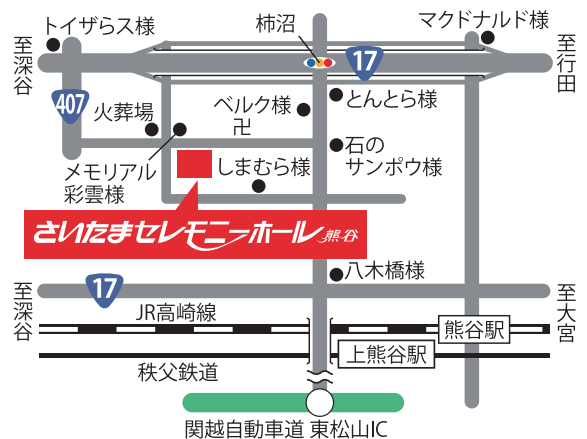 トイザらス様
柿沼
マクドナルド様
至深谷
17
至行田
407
火葬場
ベルク様
卍
とんとら様
メモリアル
彩雲様
しまむら様
石の
サンポウ様
さいたまセレモニーホール熊谷
八木橋様
至深谷
17
至大宮
JR高崎線
熊谷駅
上熊谷駅
秩父鉄道
関越自動車道 東松山IC